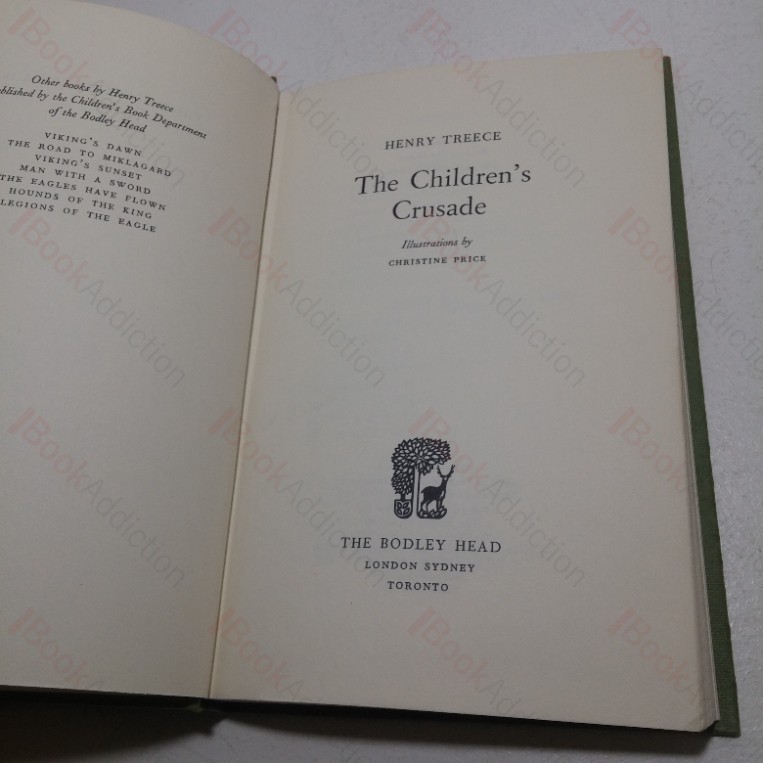 Other books by Henry Treece
published by the Children's Book Department
of the Bodley Head
VIKING'S DAWN
THE ROAD TO MIKLAGARD
VIKING'S SUNSET
MAN WITH A SWORD
THE EAGLES HAVE FLOWN
HOUNDS OF THE KING
LEGIONS OF THE EAGLE
HENRY TREECE
The Children's
Crusade
Illustrations by
CHRISTINE PRICE
THE BODLEY HEAD
LONDON SYDNEY
TORONTO
BookAddiction